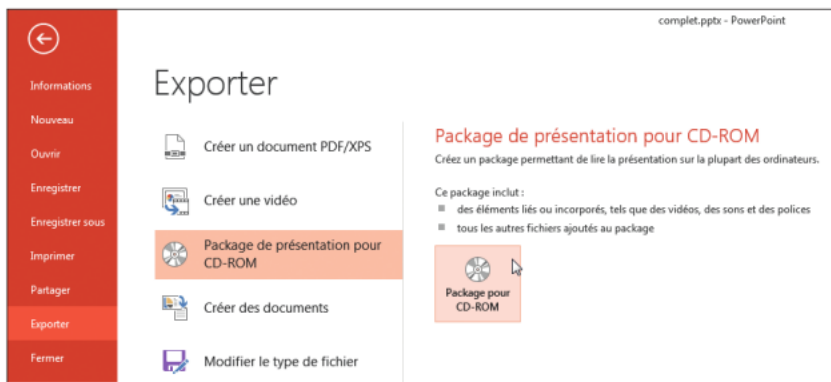 complet.pptx - PowerPoint
Informations
Nouveau
Ouvrir
Enregistrer
Enregistrer sous
Imprimer
Partager
Exporter
Fermer
Exporter
Créer un document PDF/XPS
Créer une vidéo
Package de présentation pour
CD-ROM
Créer des documents
Modifier le type de fichier
Package de présentation pour CD-ROM
Créez un package permettant de lire la présentation sur la plupart des ordinateurs.
Ce package inclut :
des éléments liés ou incorporés, tels que des vidéos, des sons et des polices
tous les autres fichiers ajoutés au package
Package pour
CD-ROM